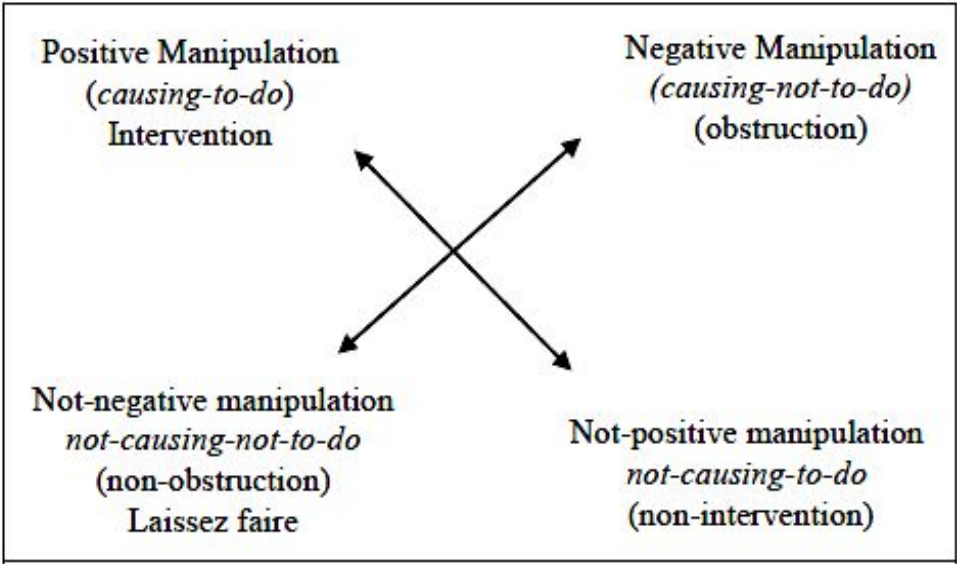 Positive Manipulation
(causing-to-do)
Intervention
Negative Manipulation
(causing-not-to-do)
(obstruction)
Not-negative manipulation
not-causing-not-to-do
(non-obstruction)
Laissez faire
Not-positive manipulation
not-causing-to-do
(non-intervention)